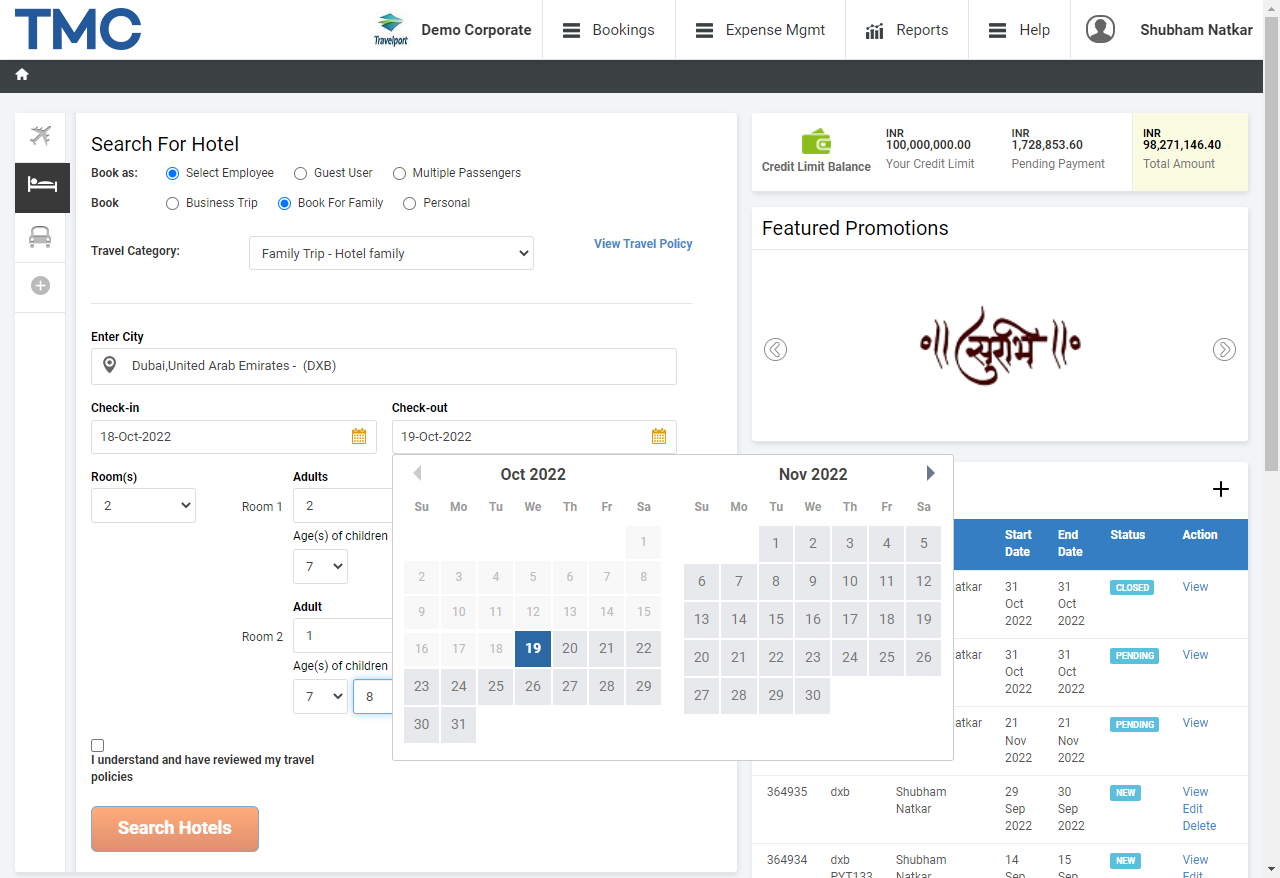 TMC
Travelport
Demo Corporate
Bookings
Expense Mgmt
Reports
Help
Shubham Natkar
Search For Hotel
Book as:
Select Employee
Guest User
Multiple Passengers
Book
Business Trip
Book For Family
Personal
Travel Category:
Family Trip - Hotel family
View Travel Policy
Enter City
Dubai,United Arab Emirates - (DXB)
Check-in
Check-out
18-Oct-2022
19-Oct-2022
Room(s)
Adults
2
Room 1
2
Age(s) of children
7
Adult
Room 2
1
Age(s) of children
7
8
Oct 2022
Su Mo Tu We Th Fr Sa
1
2 3 4 5 6 7 8
9 10 11 12 13 14 15
16 17 18 19 20 21 22
23 24 25 26 27 28 29
30 31
Nov 2022
Su Mo Tu We Th Fr Sa
1 2 3 4 5
6 7 8 9 10 11 12
13 14 15 16 17 18 19
20 21 22 23 24 25 26
27 28 29 30
I understand and have reviewed my travel
policies
Search Hotels
Credit Limit Balance
INR
100,000,000.00
Your Credit Limit
INR
1,728,853.60
Pending Payment
INR
98,271,146.40
Total Amount
Featured Promotions
॥सुरभि॥
+
Start
Date
End
Date
Status
Action
atkar
31
Oct
2022
31
Oct
2022
CLOSED
View
atkar
31
Oct
2022
31
Oct
2022
PENDING
View
atkar
21
Nov
2022
21
Nov
2022
PENDING
View
364935
dxb
Shubham
Natkar
29
Sep
2022
30
Sep
2022
NEW
View
Edit
Delete
364934
dxb
PYT133
Shubham
Natkar
14
Sep
15
Sep
NEW
View
Edit